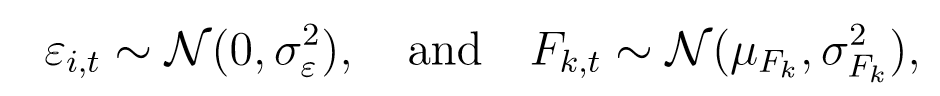 ε_{i,t} ∼ 𝒩(0, σ_ε^2), and F_{k,t} ∼ 𝒩(μ_{F_k}, σ_{F_k}^2),